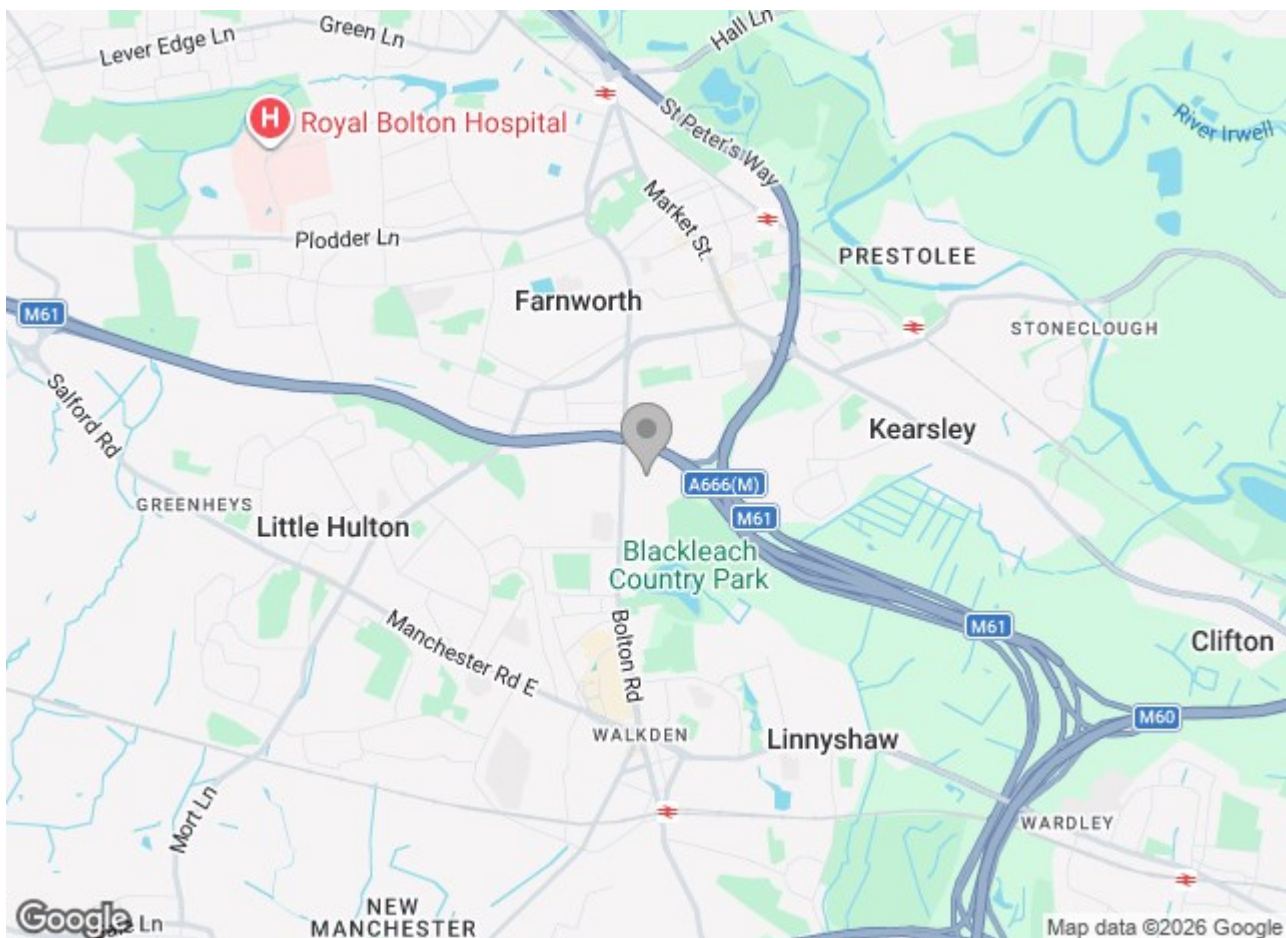 Lever Edge Ln
Green Ln
Hall Ln
H
Royal Bolton Hospital
St Peter's Way
River Irwell
Market St.
Plodder Ln
PRESTOLEE
Farnworth
M61
STONECLOUGH
Salford Rd
Kearsley
A666(M)
GREENHEYS
M61
Little Hulton
Blackleach
Country Park
Bolton Rd
M61
Manchester Rd E
Clifton
M60
WALKDEN
Linnyshaw
Mort Ln
WARDLEY
NEW
MANCHESTER
Ln
Google
Map data ©2026 Google